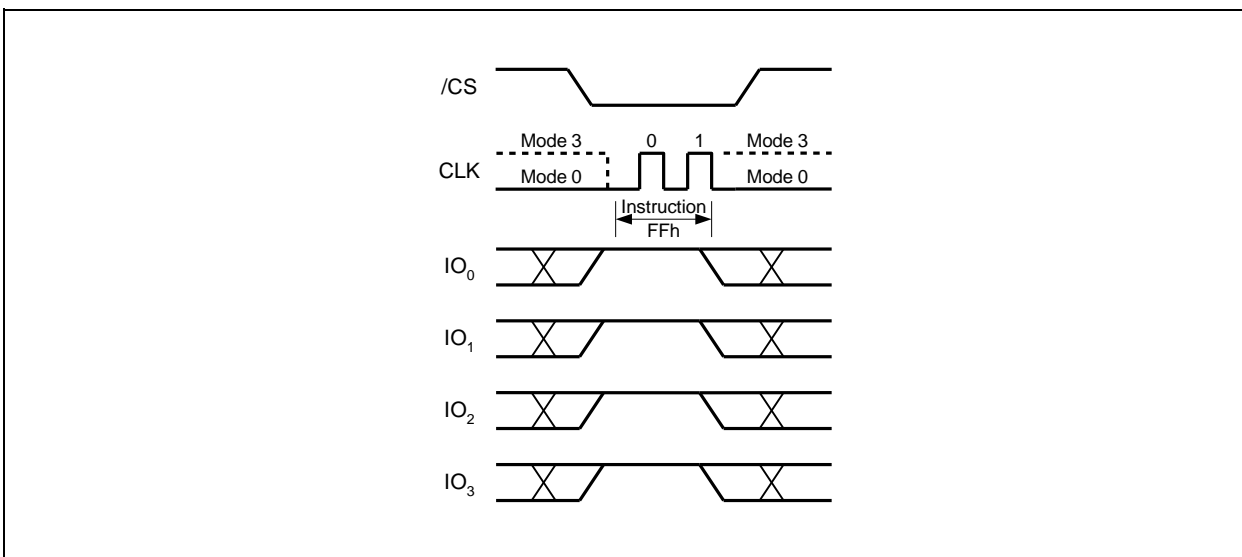 /CS
Mode 3 0 1 Mode 3
CLK
Mode 0 Mode 0
Instruction
FFh
IO0
IO1
IO2
IO3